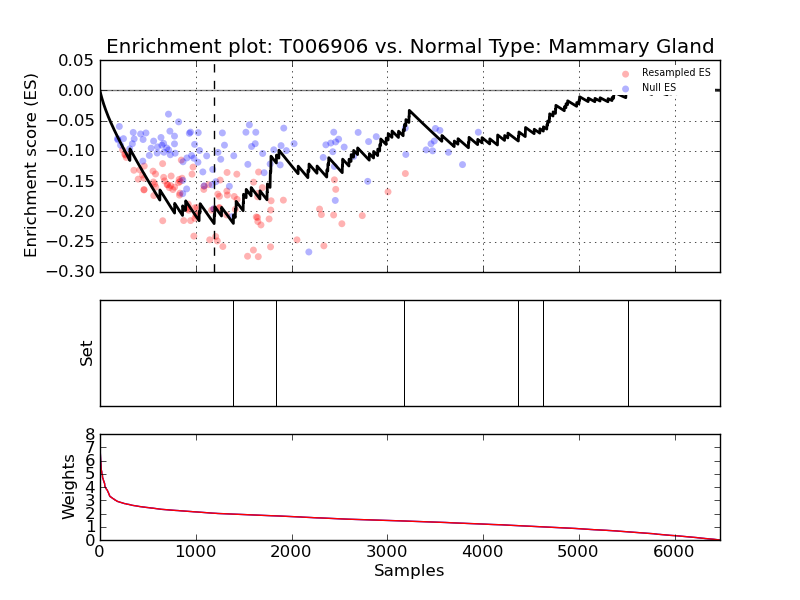 Enrichment plot: T006906 vs. Normal Type: Mammary Gland
Enrichment score (ES)
0.05
0.00
−0.05
−0.10
−0.15
−0.20
−0.25
−0.30
Resampled ES
Null ES
Set
Weights
8
7
6
5
4
3
2
1
0
0 1000 2000 3000 4000 5000 6000
Samples